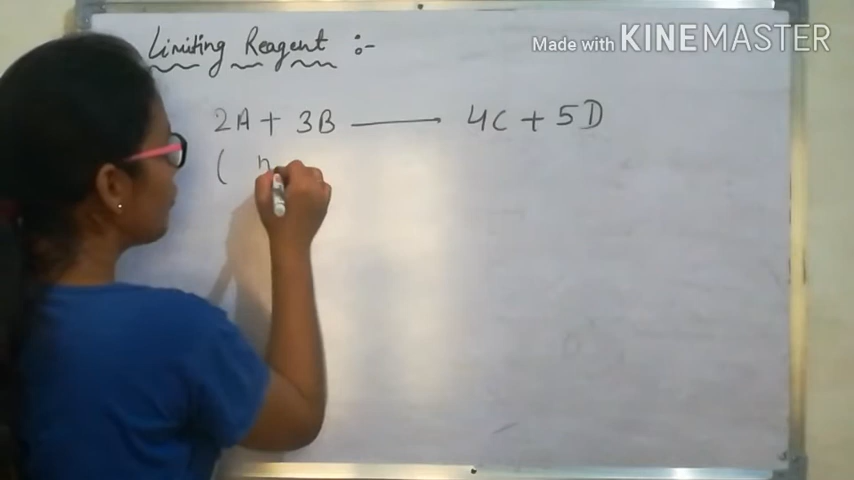 Limiting Reagent :-
Made with KINEMASTER
2A + 3B ——— 4C + 5D
( n